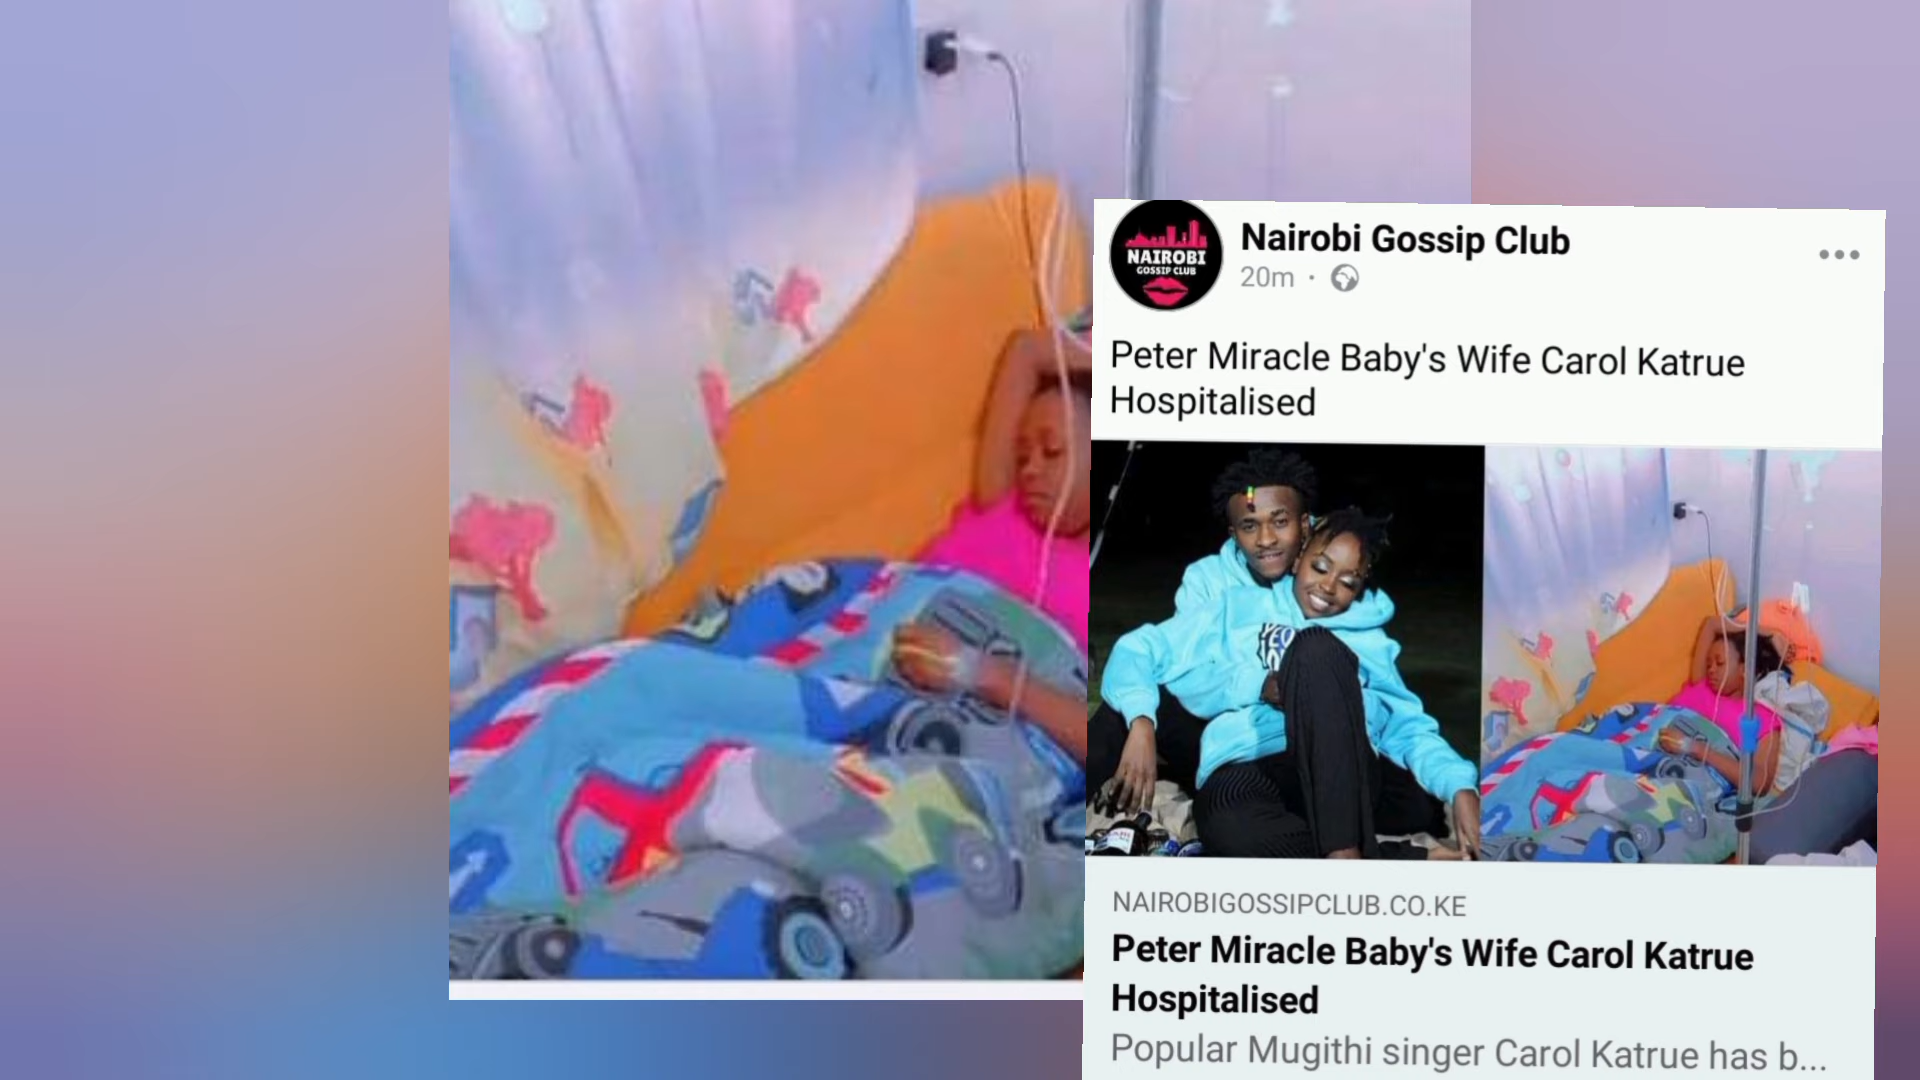 NAIROBI
GOSSIP CLUB
Nairobi Gossip Club
20m ·
Peter Miracle Baby's Wife Carol Katrue
Hospitalised
NAIROBIGOSSIPCLUB.CO.KE
Peter Miracle Baby's Wife Carol Katrue
Hospitalised
Popular Mugithi singer Carol Katrue has b...